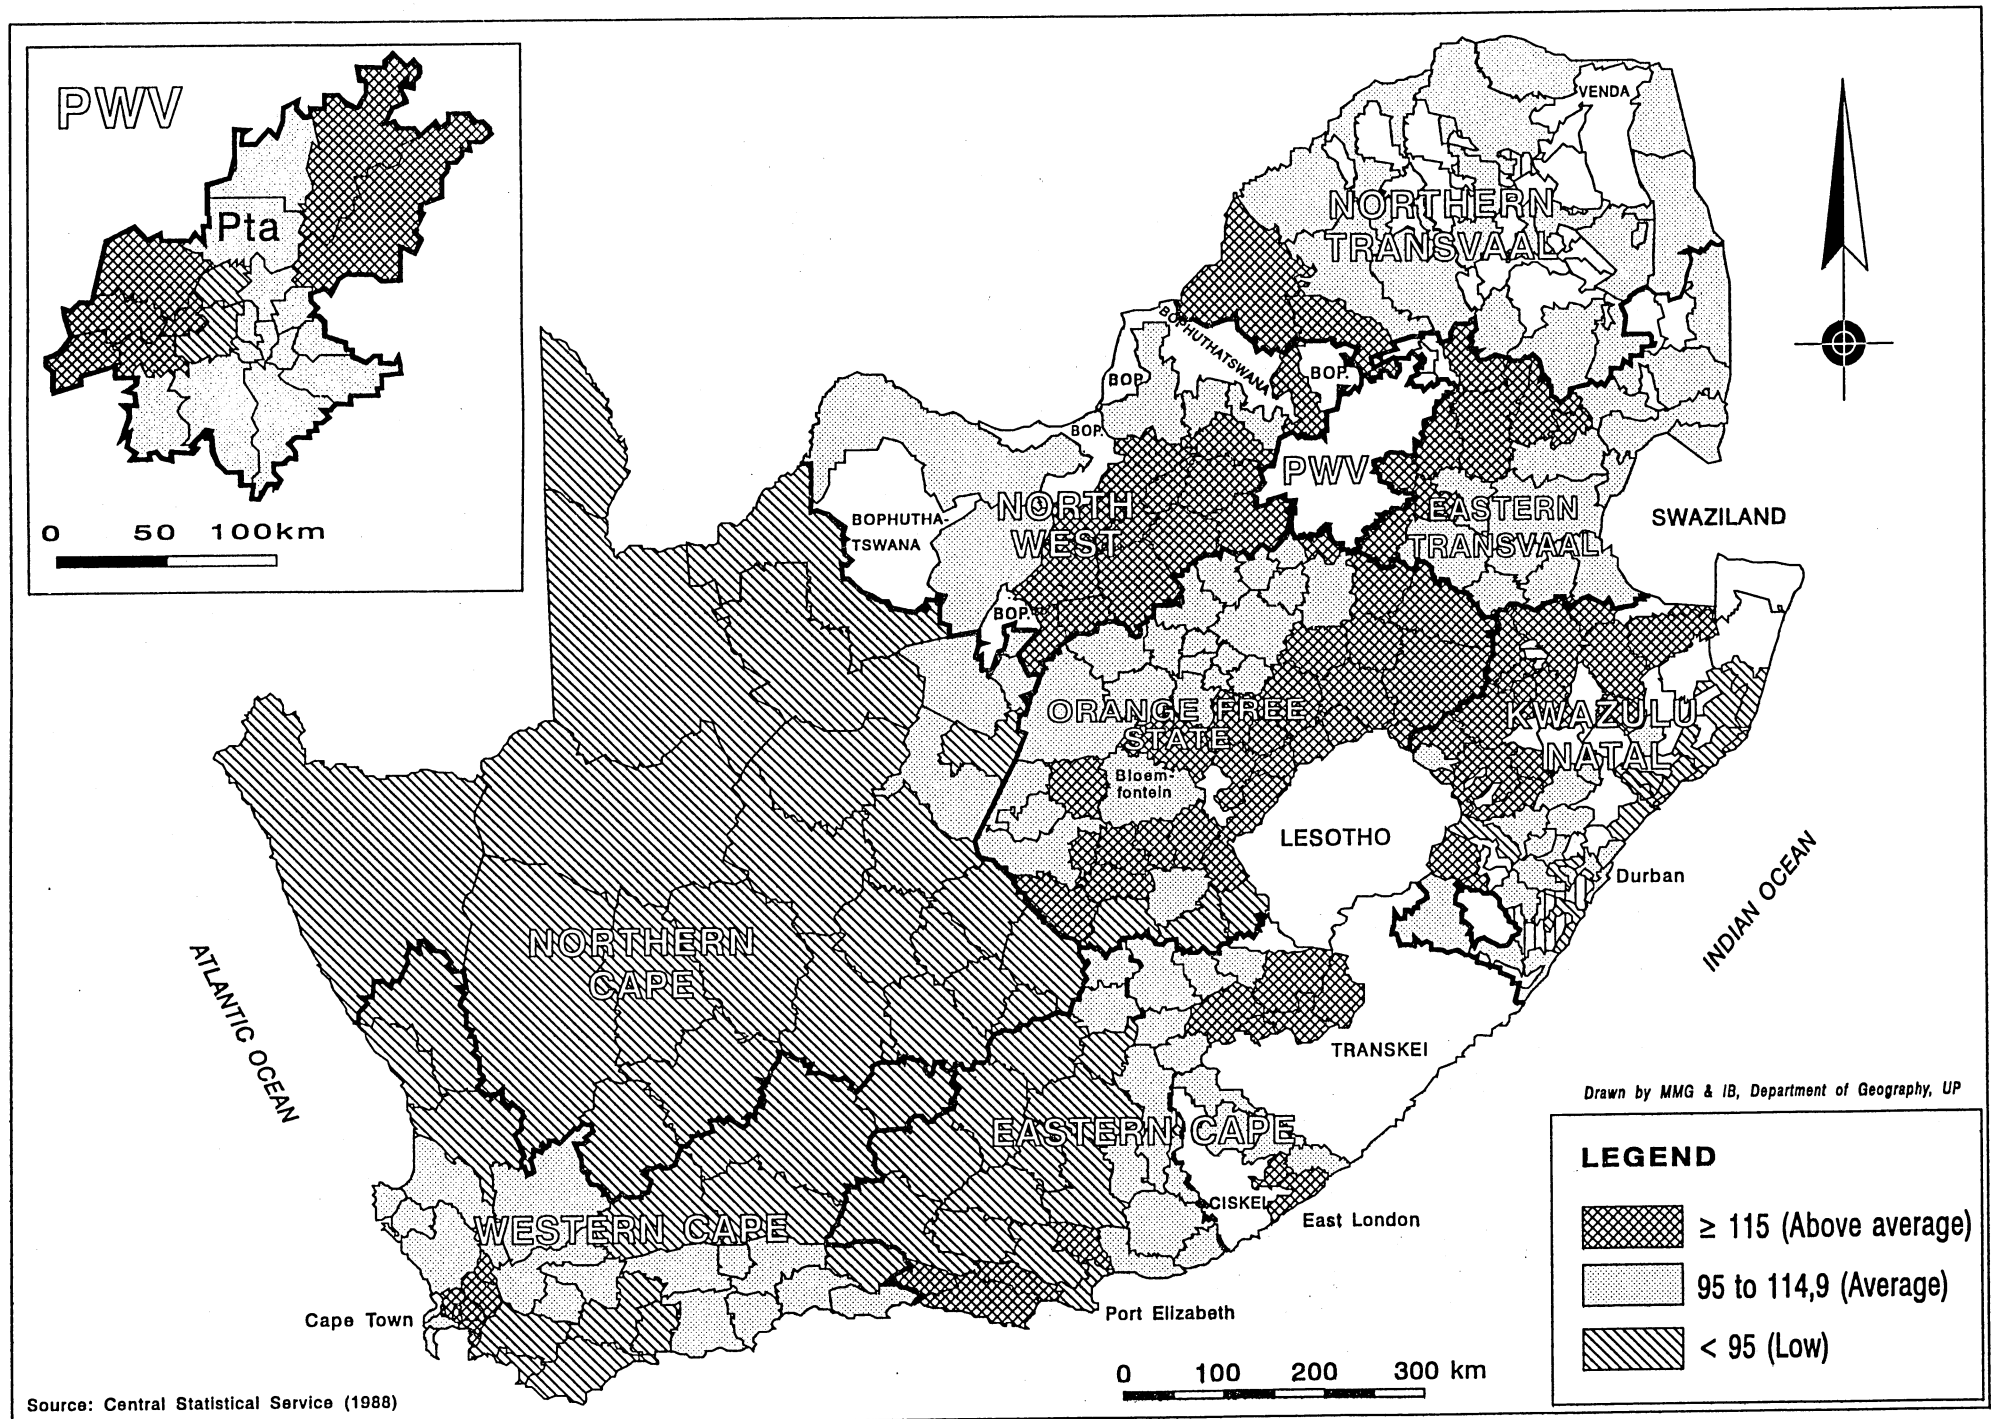 PWV
Pta
0 50 100km
VENDA
NORTHERN
TRANSVAAL
BOPHUTHATSWANA
BOP.
BOP.
BOP.
PWV
NORTH
WEST
BOPHUTHA-
TSWANA
EASTERN
TRANSVAAL
SWAZILAND
BOP.
ORANGE FREE
STATE
KWAZULU
NATAL
Bloem-
fontein
LESOTHO
Durban
INDIAN OCEAN
NORTHERN
CAPE
ATLANTIC OCEAN
TRANSKEI
EASTERN CAPE
CISKEI
East London
WESTERN CAPE
Cape Town
Port Elizabeth
Drawn by MMG & IB, Department of Geography, UP
LEGEND
≥ 115 (Above average)
95 to 114,9 (Average)
< 95 (Low)
0 100 200 300 km
Source: Central Statistical Service (1988)